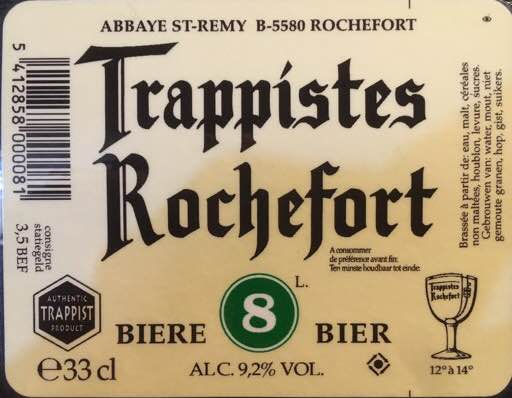 ABBAYE ST-REMY B-5580 ROCHEFORT
Trappistes
Rochefort
5 412858 000081
consigne
statiegeld
3,5 BEF
Brassée à partir de: eau, malt, céréales
non maltées, houblon, levure, sucres.
Gebrouwen van: water, mout, niet
gemoute granen, hop, gist, suikers.
A consommer
de préférence avant fin:
Ten minste houdbaar tot einde:
L.
AUTHENTIC
TRAPPIST
PRODUCT
BIERE 8 BIER
Trappistes
Rochefort
e33 cl
ALC. 9,2% VOL.
12° à 14°